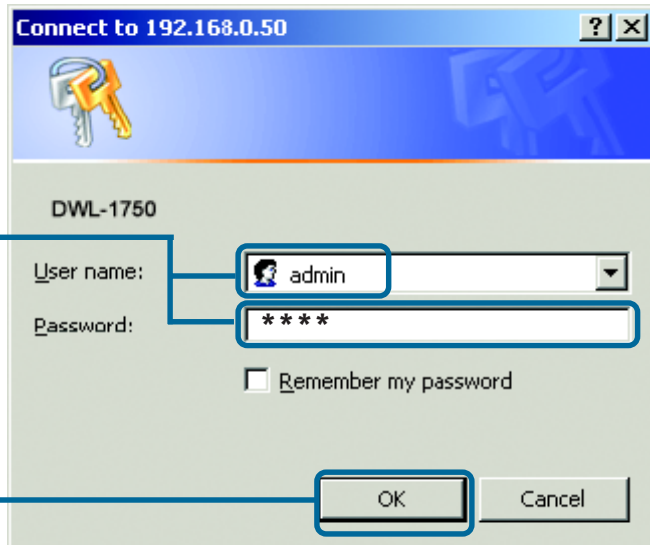 Connect to 192.168.0.50
DWL-1750
User name: admin
Password: ****
Remember my password
OK Cancel